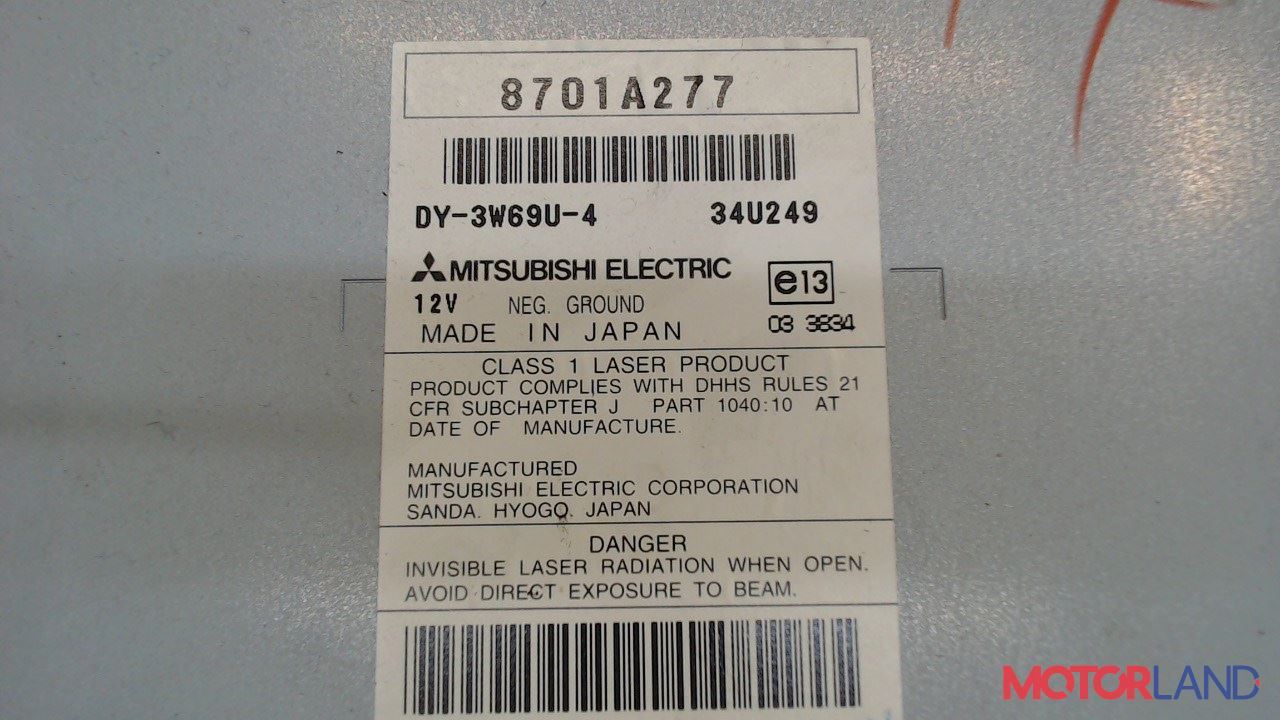 8701A277
DY-3W69U-4 34U249
MITSUBISHI ELECTRIC
e13
12V NEG. GROUND
03 3834
MADE IN JAPAN
CLASS 1 LASER PRODUCT
PRODUCT COMPLIES WITH DHHS RULES 21
CFR SUBCHAPTER J PART 1040:10 AT
DATE OF MANUFACTURE.
MANUFACTURED
MITSUBISHI ELECTRIC CORPORATION
SANDA. HYOGO. JAPAN
DANGER
INVISIBLE LASER RADIATION WHEN OPEN.
AVOID DIRECT EXPOSURE TO BEAM.
MOTORLAND